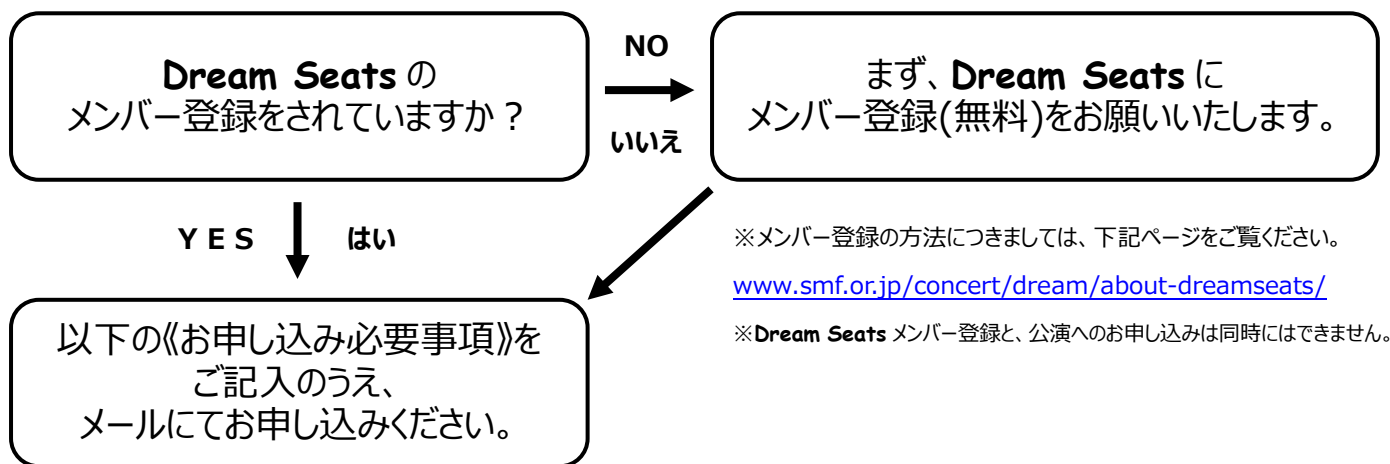 Dream Seats の
メンバー登録をされていますか？
NO
いいえ
まず、Dream Seats に
メンバー登録(無料)をお願いいたします。
ＹＥＳ
はい
※メンバー登録の方法につきましては、下記ページをご覧ください。
www.smf.or.jp/concert/dream/about-dreamseats/
※Dream Seats メンバー登録と、公演へのお申し込みは同時にはできません。
以下の《お申し込み必要事項》を
ご記入のうえ、
メールにてお申し込みください。